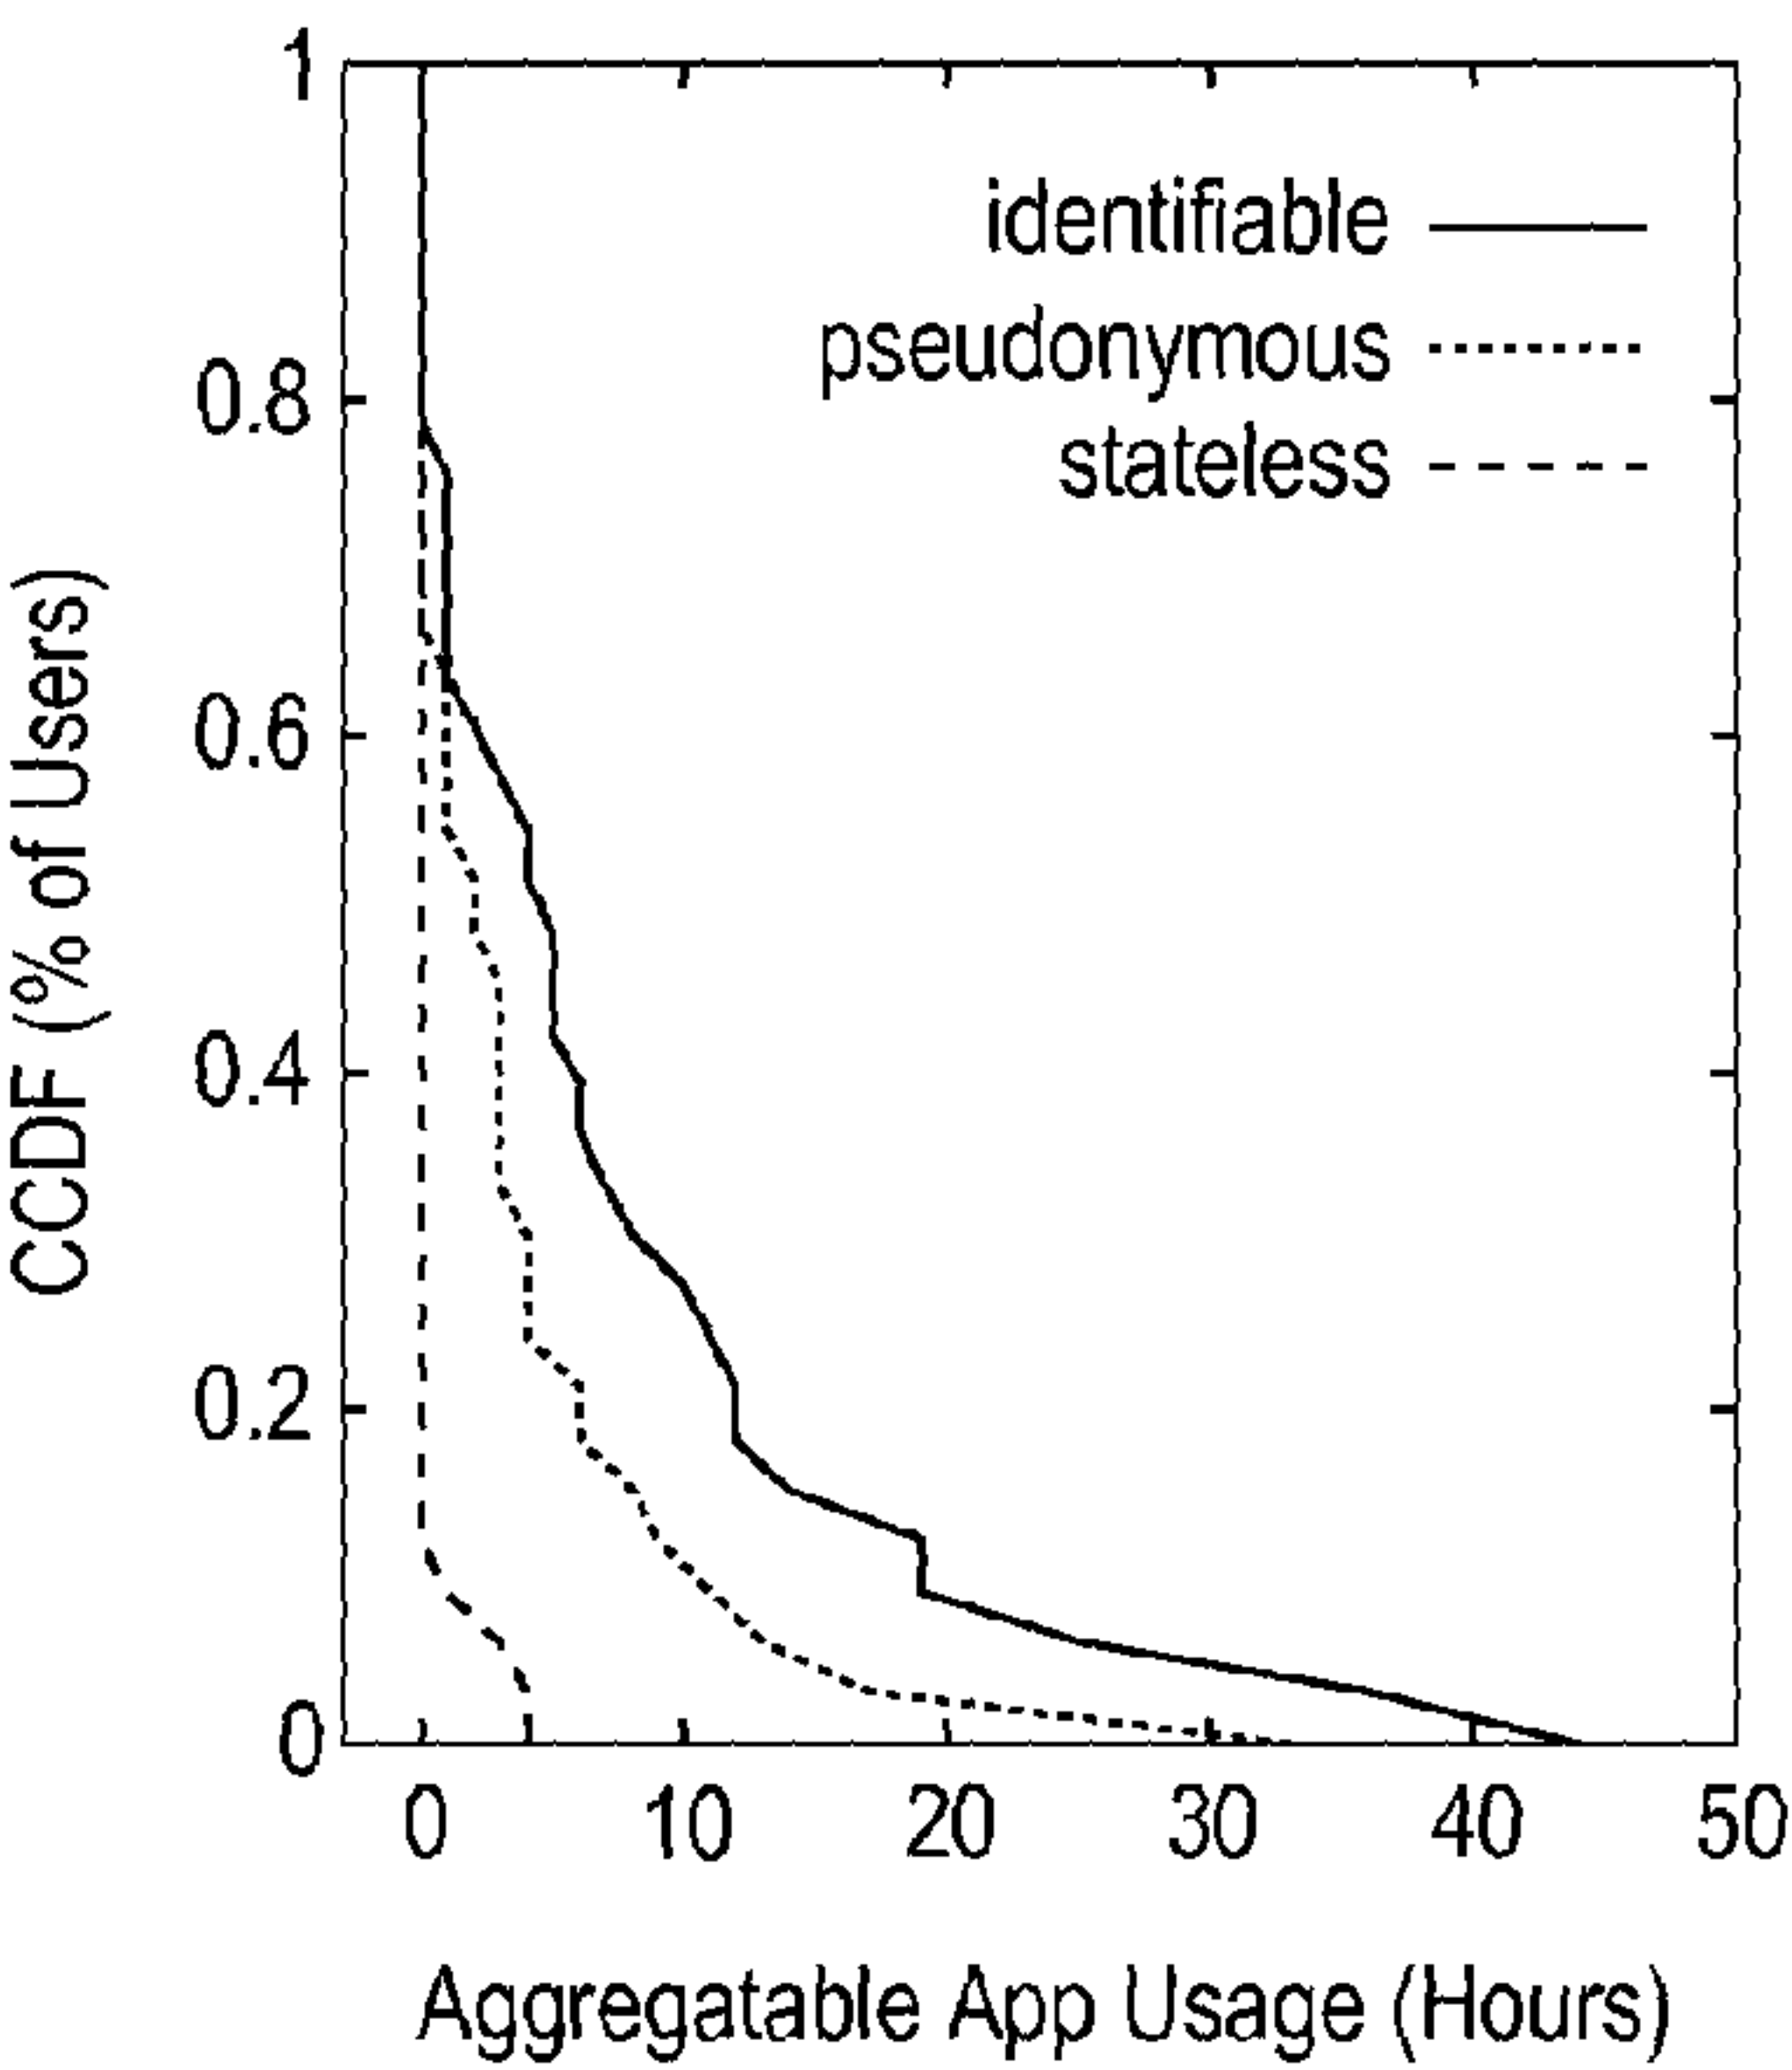 1
0.8
0.6
0.4
0.2
0
CCDF (% of Users)
identifiable
pseudonymous
stateless
0 10 20 30 40 50
Aggregatable App Usage (Hours)